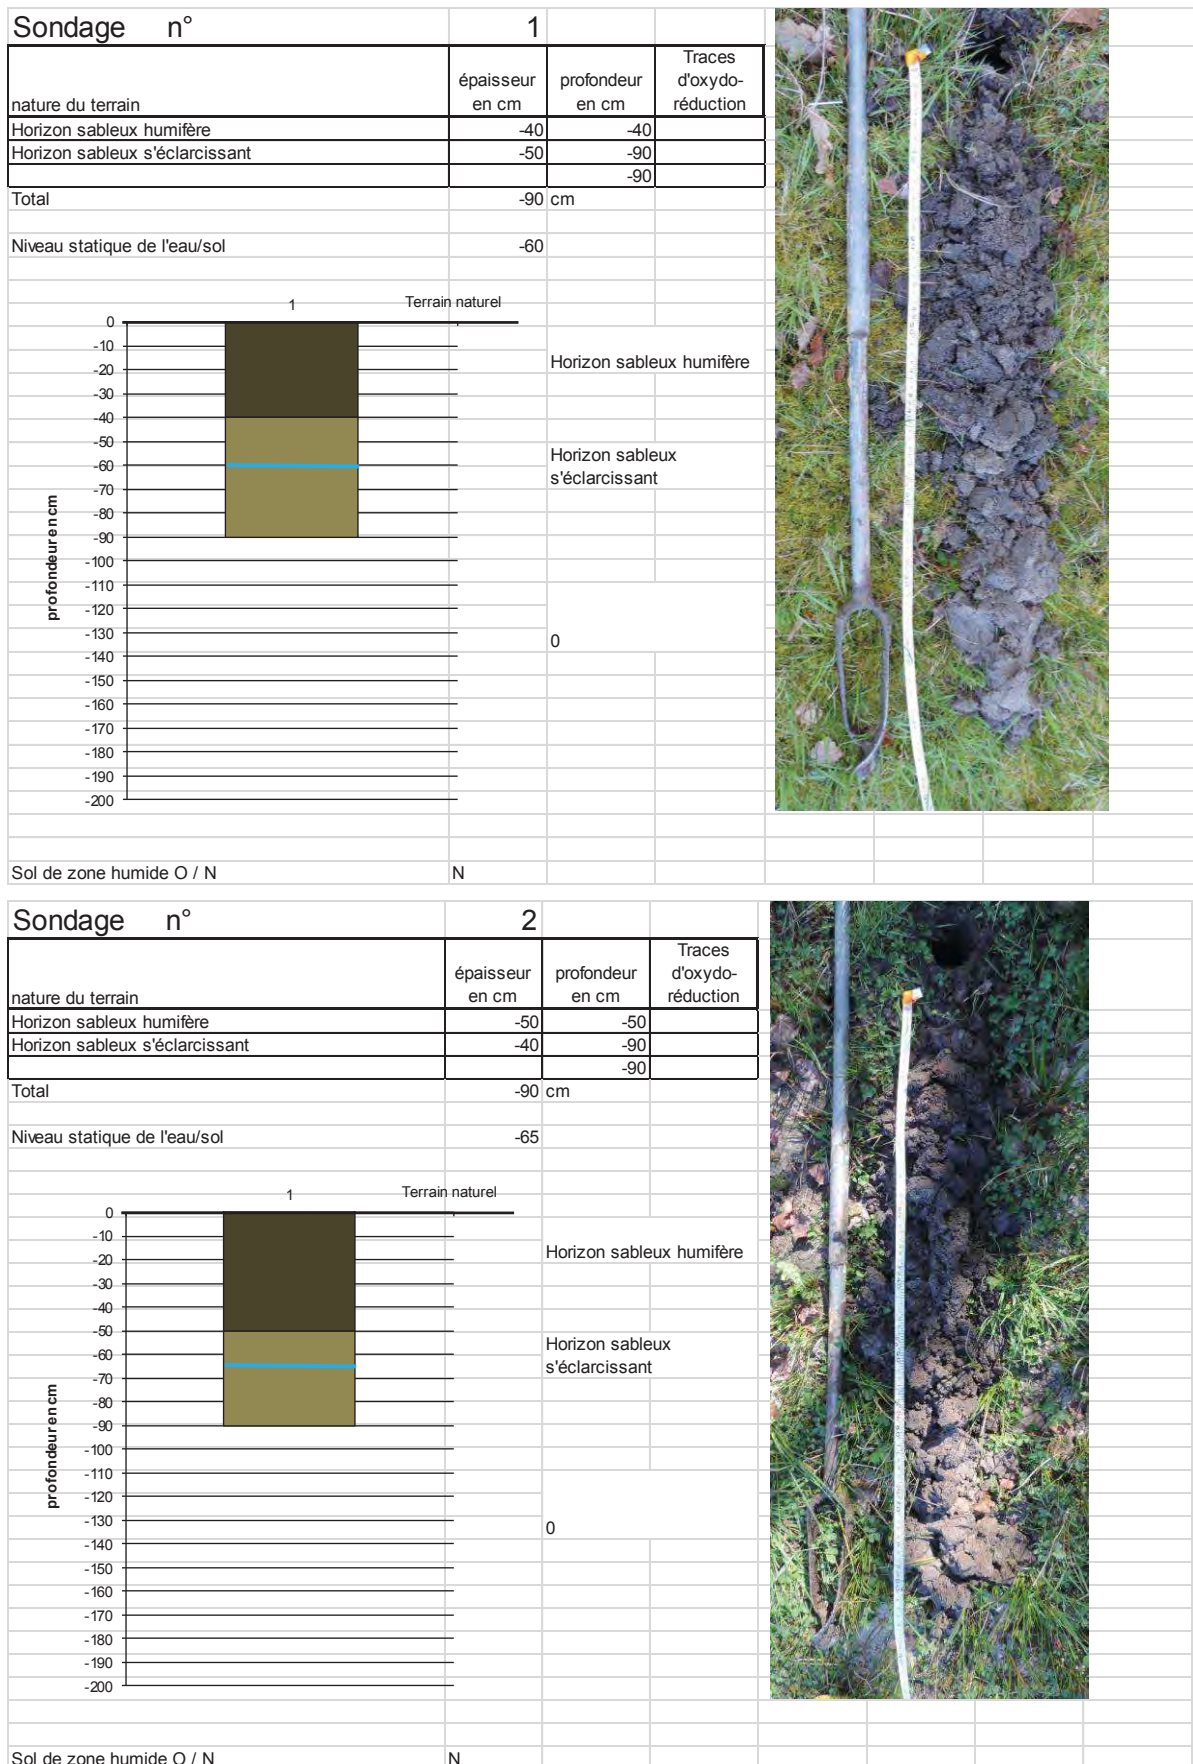 Sondage n° 1
nature du terrain épaisseur en cm profondeur en cm Traces d'oxydo-réduction
Horizon sableux humifère -40 -40
Horizon sableux s'éclarcissant -50 -90
-90
Total -90 cm
Niveau statique de l'eau/sol -60
1 Terrain naturel
0
-10
-20
-30
-40
-50
-60
-70
-80
-90
-100
-110
-120
-130
-140
-150
-160
-170
-180
-190
-200
profondeur en cm
Horizon sableux humifère
Horizon sableux
s'éclarcissant
0
Sol de zone humide O / N N
Sondage n° 2
nature du terrain épaisseur en cm profondeur en cm Traces d'oxydo-réduction
Horizon sableux humifère -50 -50
Horizon sableux s'éclarcissant -40 -90
-90
Total -90 cm
Niveau statique de l'eau/sol -65
1 Terrain naturel
0
-10
-20
-30
-40
-50
-60
-70
-80
-90
-100
-110
-120
-130
-140
-150
-160
-170
-180
-190
-200
profondeur en cm
Horizon sableux humifère
Horizon sableux
s'éclarcissant
0
Sol de zone humide O / N N